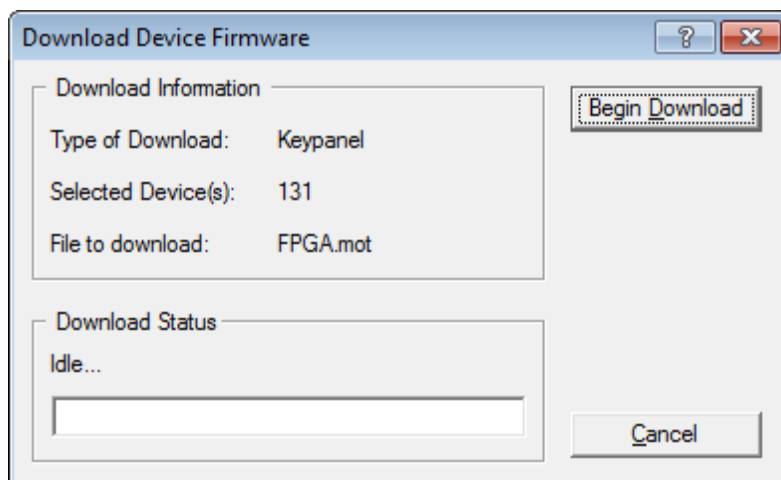 Download Device Firmware
Download Information
Type of Download: Keypanel
Selected Device(s): 131
File to download: FPGA.mot
Begin Download
Download Status
Idle...
Cancel